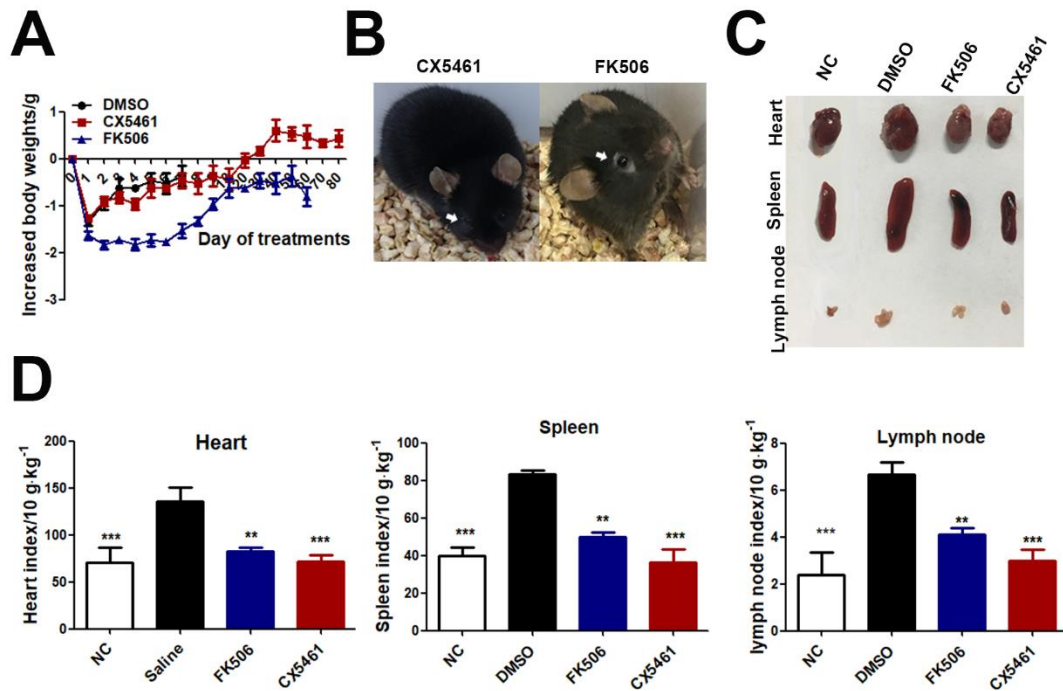 A
Increased body weights/g
DMSO
CX5461
FK506
1
0
-1
-2
-3
0 1 2 3 4 5
80
Day of treatments
B
CX5461 FK506
C
NC DMSO FK506 CX5461
Heart
Spleen
Lymph node
D
Heart
Heart index/10 g·kg⁻¹
200
150
100
50
0
***
**
***
NC Saline FK506 CX5461
Spleen
Spleen index/10 g·kg⁻¹
100
80
60
40
20
0
***
**
***
NC DMSO FK506 CX5461
Lymph node
lymph node index/10 g·kg⁻¹
8
6
4
2
0
***
**
***
NC DMSO FK506 CX5461